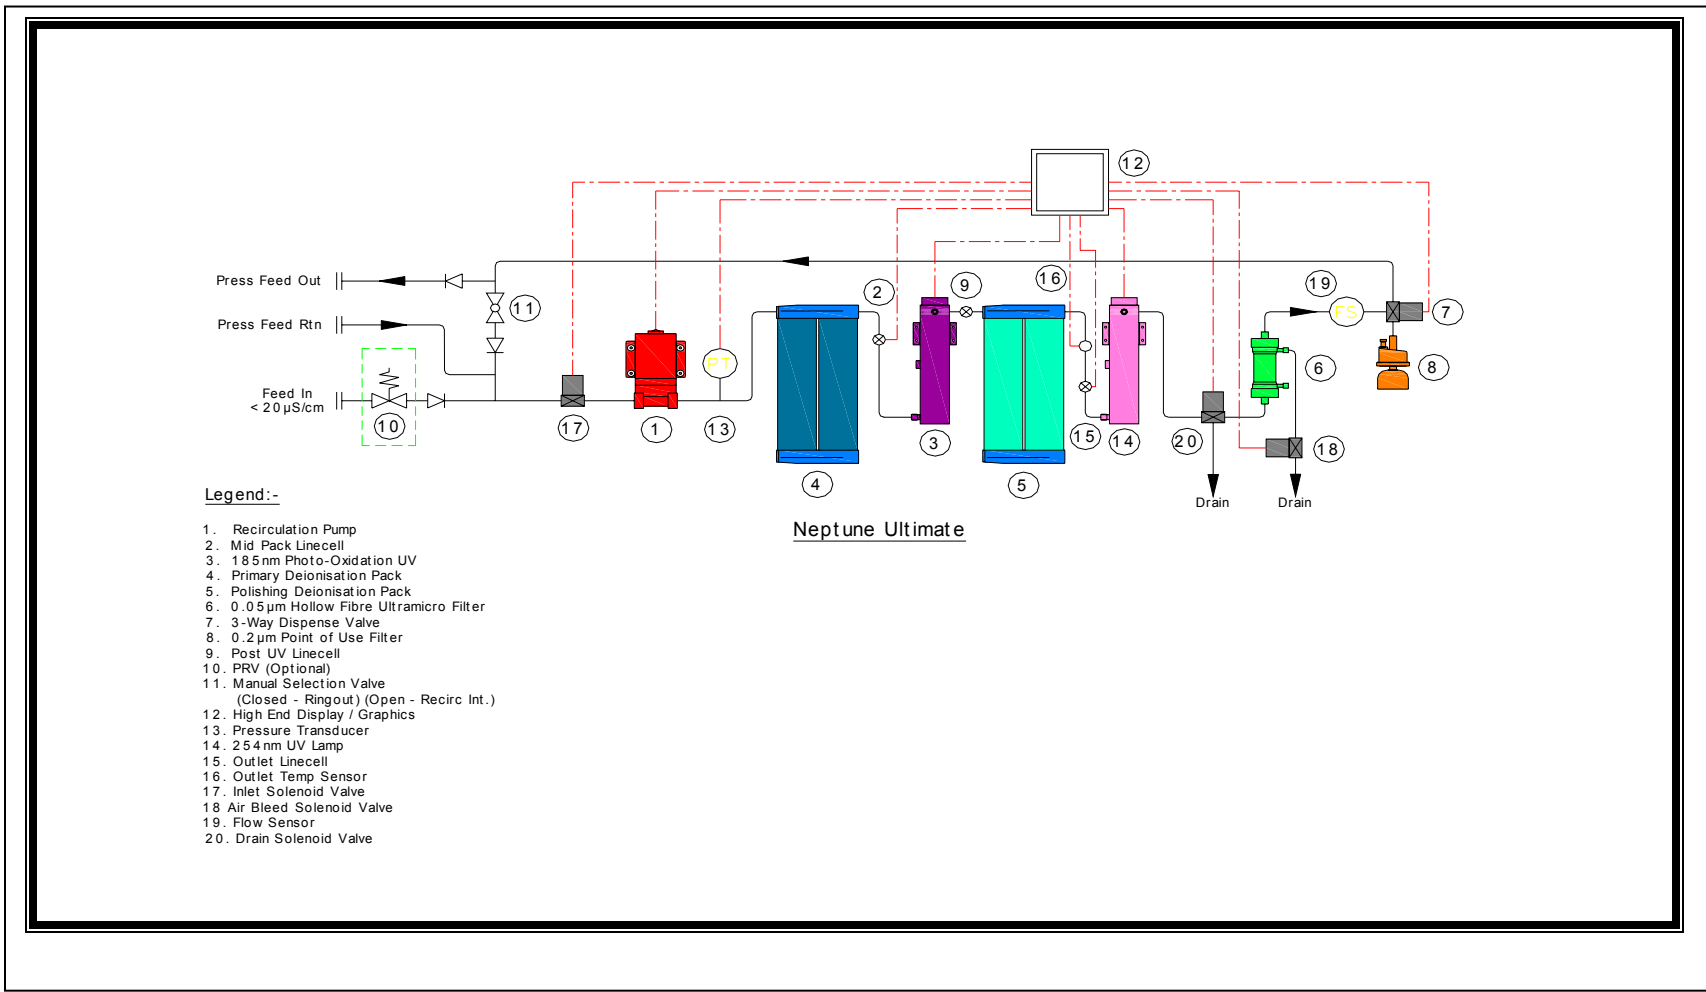 12
Press Feed Out
16
19
2
9
11
7
Press Feed Rtn
FS
PT
6
8
Feed In
< 20µS/cm
10
17
1
13
3
15
14
20
18
4
5
Drain
Drain
Neptune Ultimate
Legend:-
1. Recirculation Pump
2. Mid Pack Linecell
3. 185nm Photo-Oxidation UV
4. Primary Deionisation Pack
5. Polishing Deionisation Pack
6. 0.05µm Hollow Fibre Ultramicro Filter
7. 3-Way Dispense Valve
8. 0.2µm Point of Use Filter
9. Post UV Linecell
10. PRV (Optional)
11. Manual Selection Valve
(Closed - Ringout) (Open - Recirc Int.)
12. High End Display / Graphics
13. Pressure Transducer
14. 254nm UV Lamp
15. Outlet Linecell
16. Outlet Temp Sensor
17. Inlet Solenoid Valve
18 Air Bleed Solenoid Valve
19. Flow Sensor
20. Drain Solenoid Valve